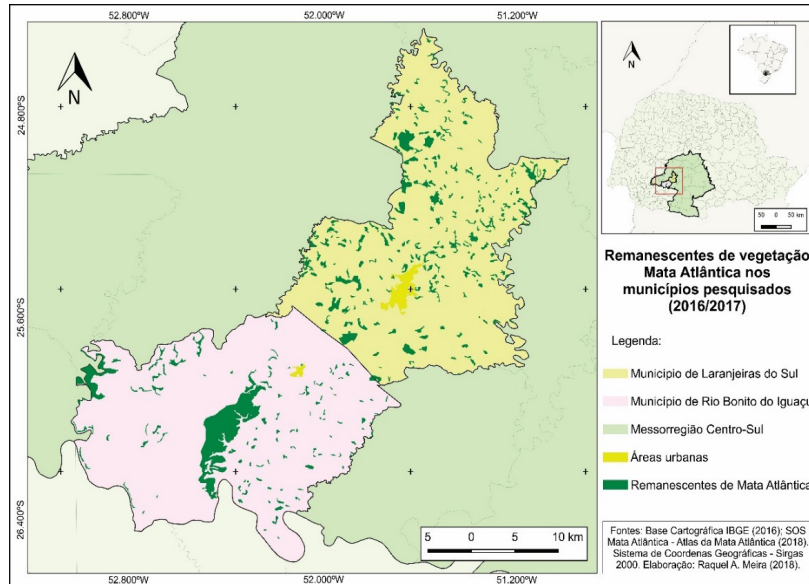 52.800°W
52.000°W
51.200°W
N
24.800°S
25.600°S
26.400°S
5 0 5 10 km
52.800°W
52.000°W
51.200°W
N
50 0 50 km
Remanescentes de vegetação
Mata Atlântica nos
municípios pesquisados
(2016/2017)
Legenda:
Município de Laranjeiras do Sul
Município de Rio Bonito do Iguaçu
Messorregião Centro-Sul
Áreas urbanas
Remanescentes de Mata Atlântica
Fontes: Base Cartográfica IBGE (2016); SOS
Mata Atlântica - Atlas da Mata Atlântica (2018).
Sistema de Coordenas Geográficas - Sirgas
2000. Elaboração: Raquel A. Meira (2018).